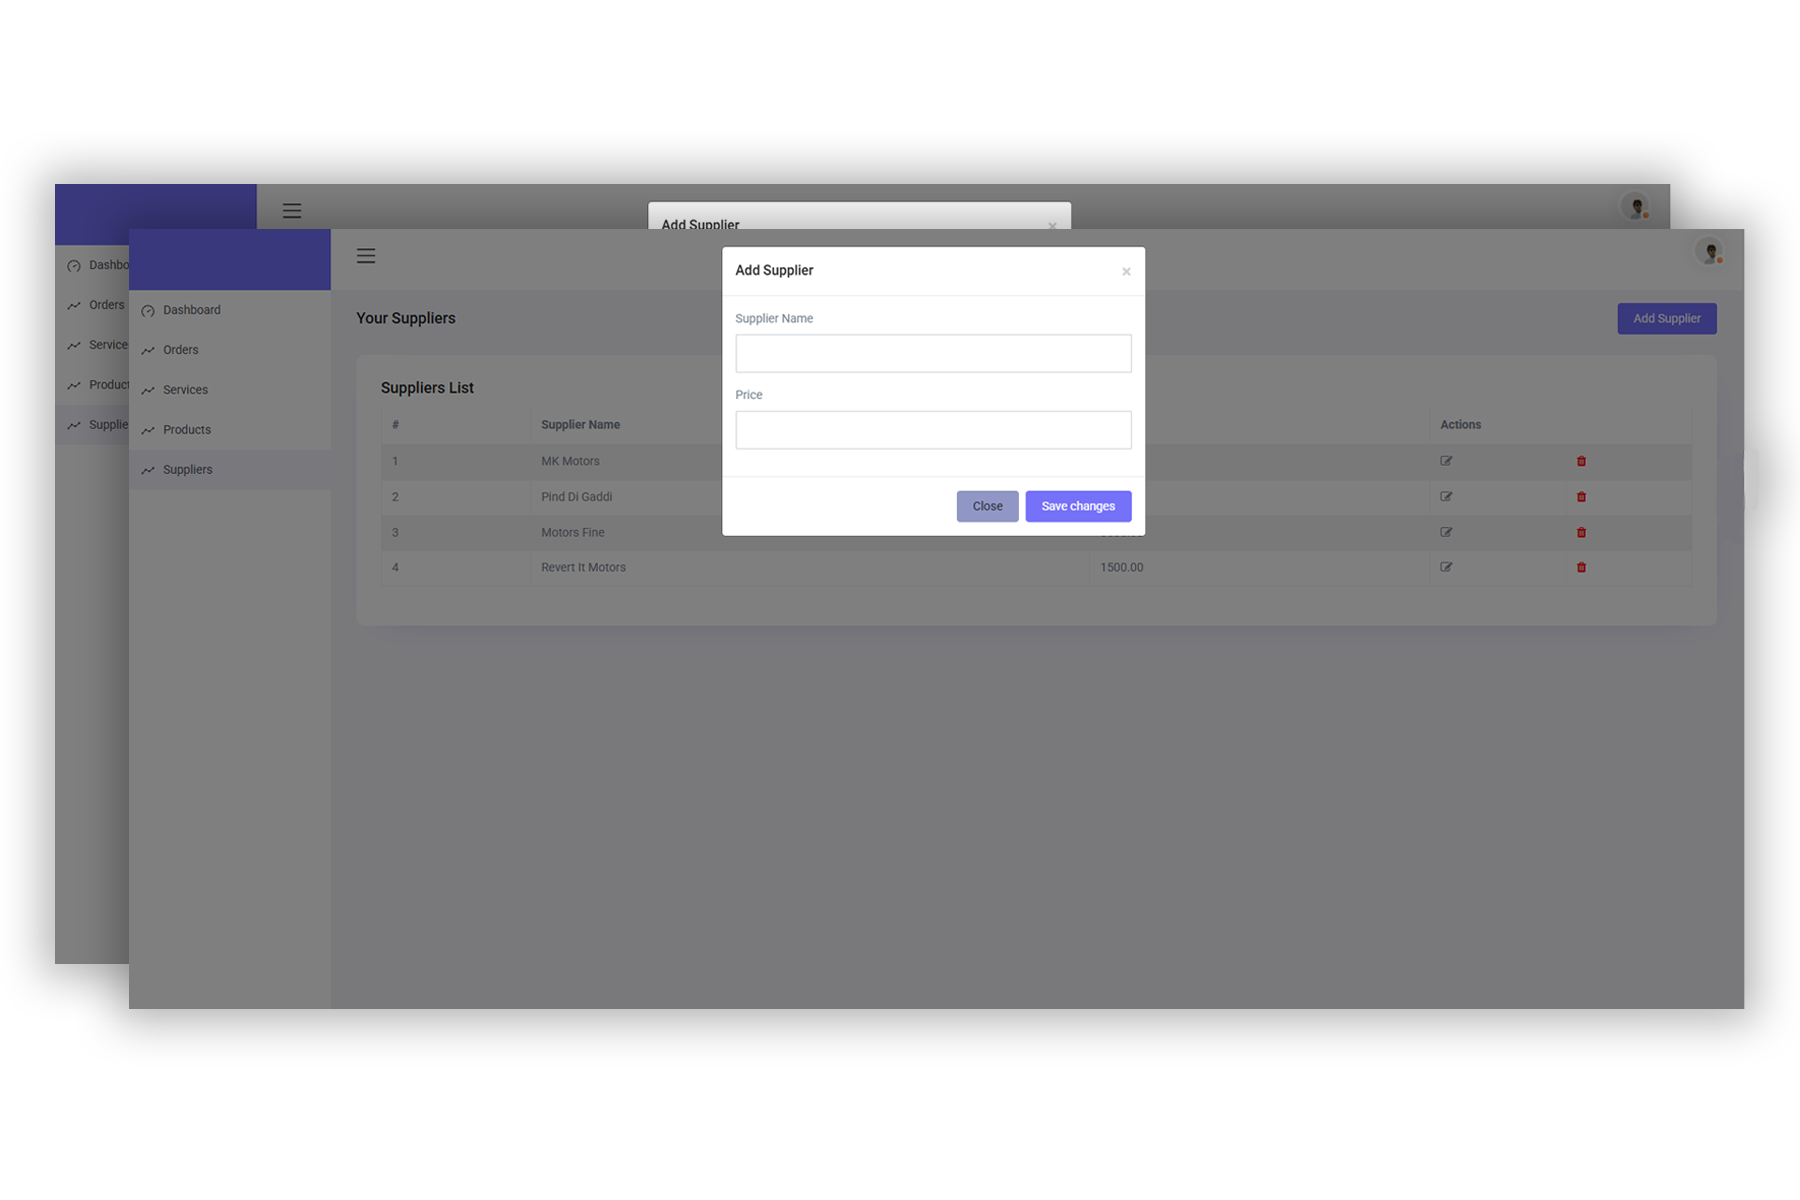 Add Supplier
×
Dashbo
Orders
Service
Product
Supplie
Dashboard
Orders
Services
Products
Suppliers
Your Suppliers
Add Supplier
Suppliers List
# Supplier Name Actions
1 MK Motors
2 Pind Di Gaddi
3 Motors Fine
4 Revert It Motors 1500.00
Add Supplier ×
Supplier Name
Price
Close Save changes